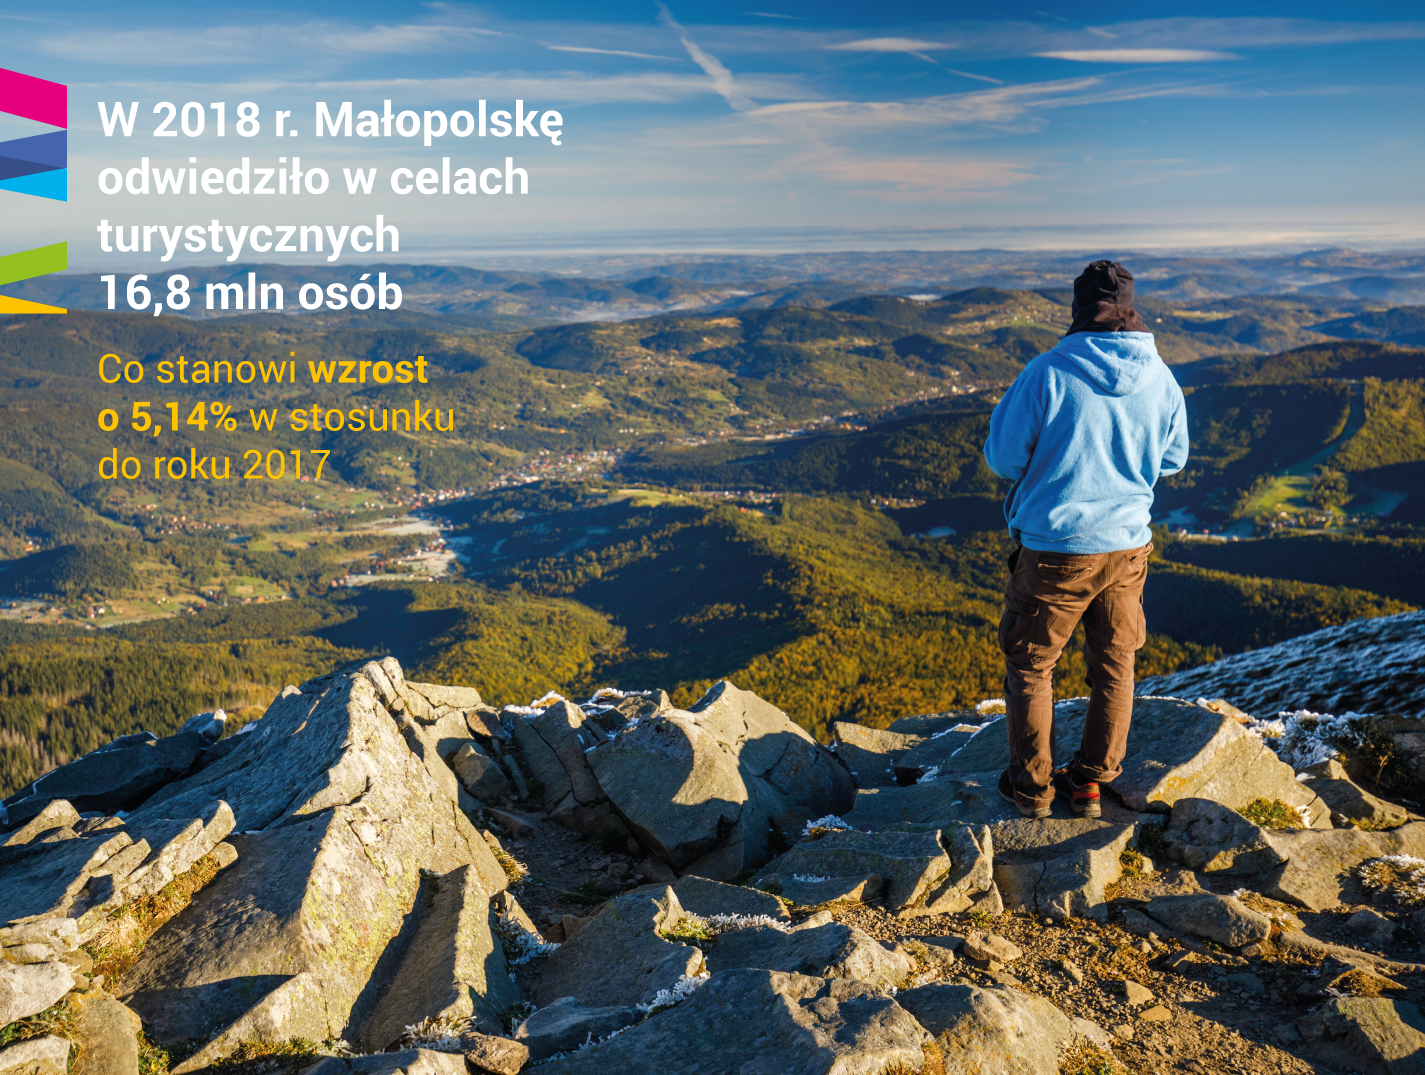 W 2018 r. Małopolskę
odwiedziło w celach
turystycznych
16,8 mln osób
Co stanowi wzrost
o 5,14% w stosunku
do roku 2017